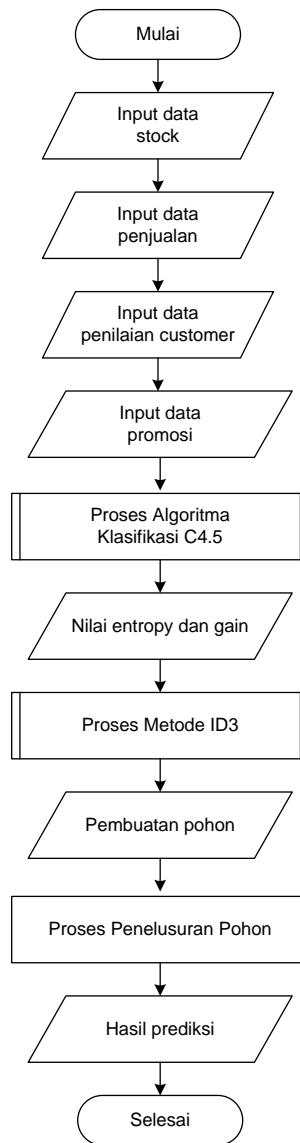 Mulai
Input data
stock
Input data
penjualan
Input data
penilaian customer
Input data
promosi
Proses Algoritma
Klasifikasi C4.5
Nilai entropy dan gain
Proses Metode ID3
Pembuatan pohon
Proses Penelusuran Pohon
Hasil prediksi
Selesai